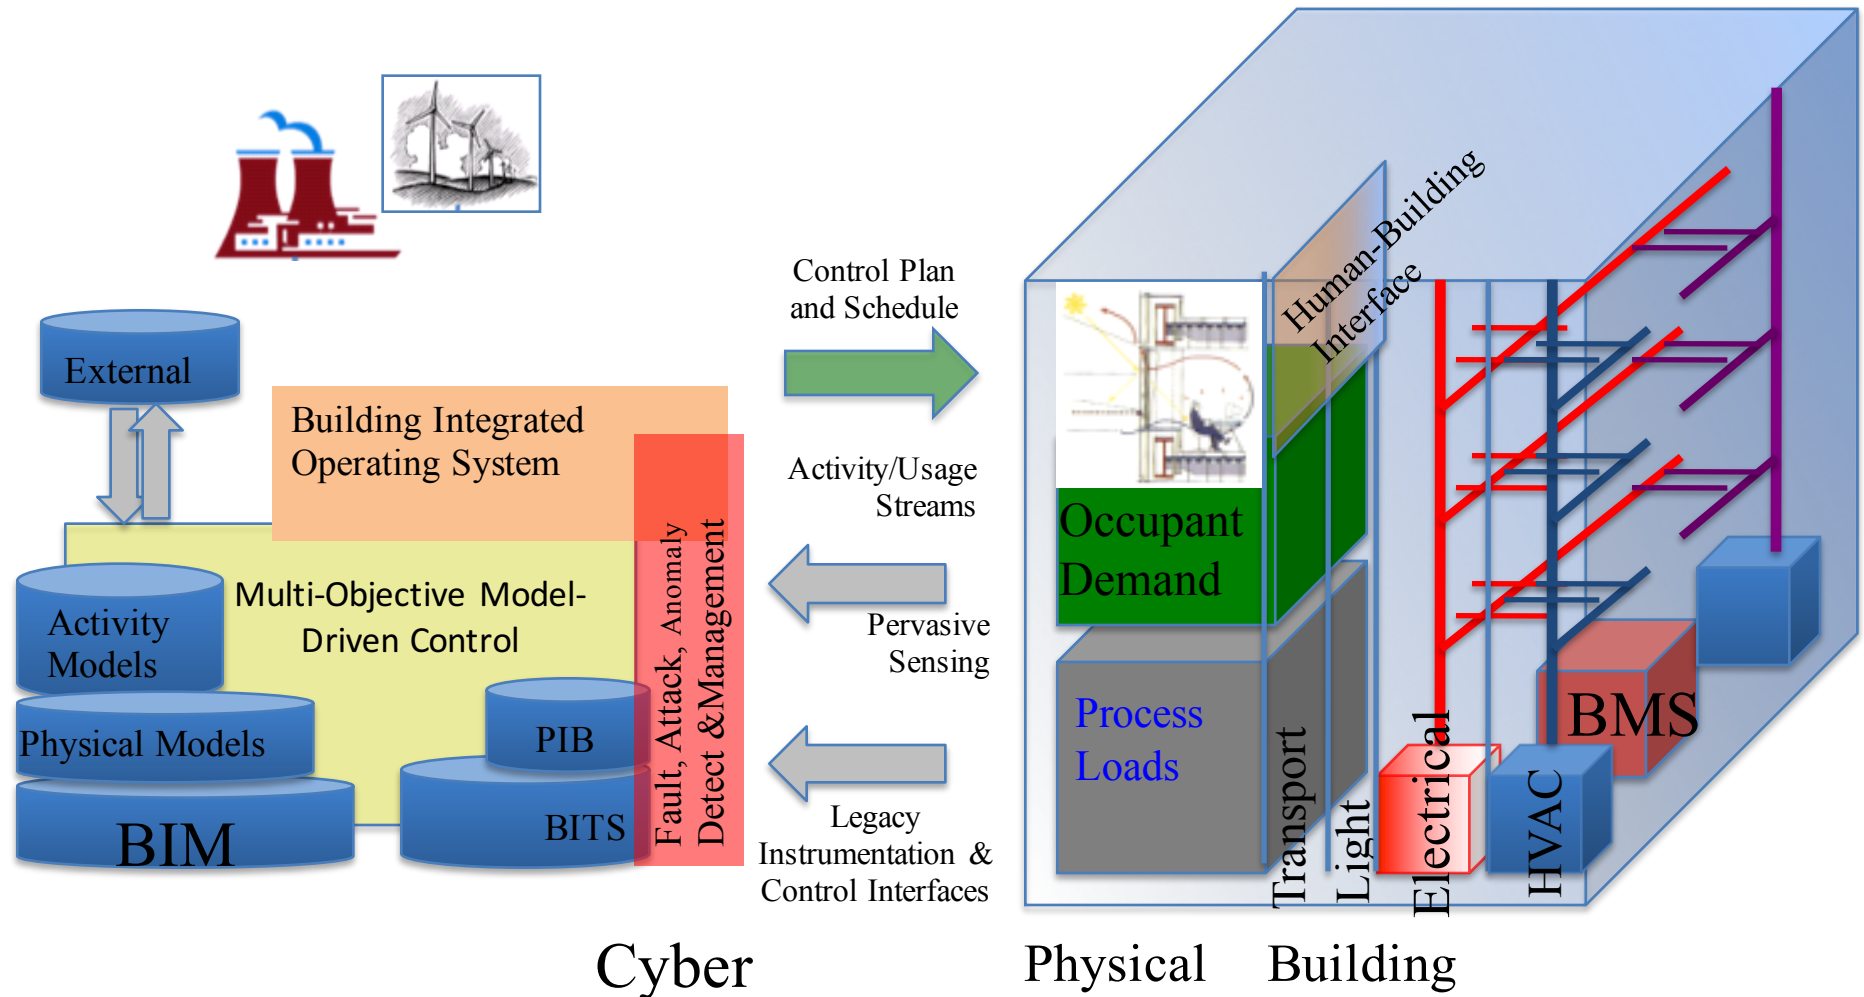 External
Building Integrated
Operating System
Multi-Objective Model-
Driven Control
Activity
Models
Physical Models
BIM
PIB
BITS
Fault, Attack, Anomaly
Detect &Management
Control Plan
and Schedule
Activity/Usage
Streams
Pervasive
Sensing
Legacy
Instrumentation &
Control Interfaces
Human-Building
Interface
Occupant
Demand
Process
Loads
Transport
Light
Electrical
HVAC
BMS
Cyber
Physical
Building